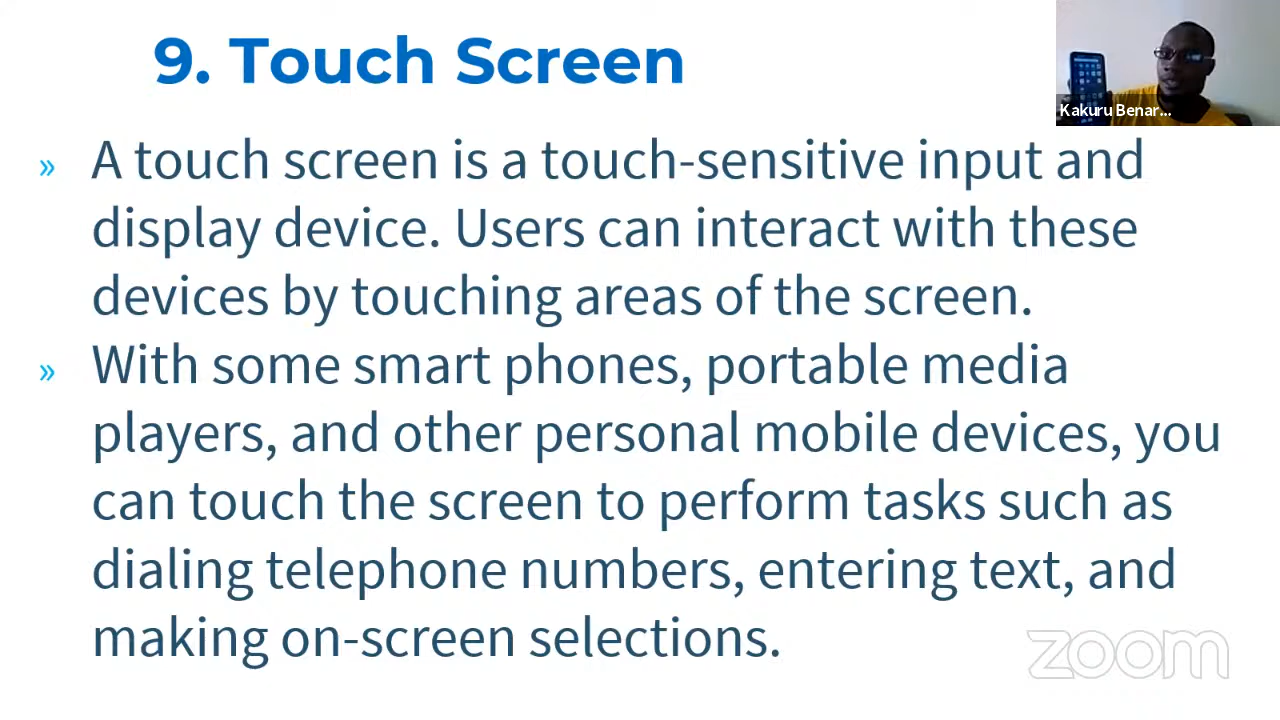 9. Touch Screen
Kakuru Benar...
» A touch screen is a touch-sensitive input and
display device. Users can interact with these
devices by touching areas of the screen.
» With some smart phones, portable media
players, and other personal mobile devices, you
can touch the screen to perform tasks such as
dialing telephone numbers, entering text, and
making on-screen selections.
zoom